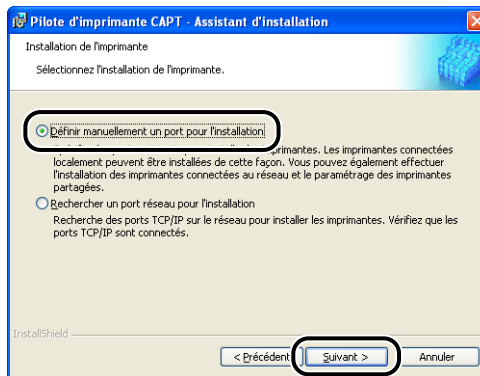 Pilote d'imprimante CAPT - Assistant d'installation
Installation de l'imprimante
Sélectionnez l'installation de l'imprimante.
Définir manuellement un port pour l'installation
imprimantes. Les imprimantes connectées
localement peuvent être installées de cette façon. Vous pouvez également effectuer
l'installation des imprimantes connectées au réseau et le paramétrage des imprimantes
partagées.
Rechercher un port réseau pour l'installation
Recherche des ports TCP/IP sur le réseau pour installer les imprimantes. Vérifiez que les
ports TCP/IP sont connectés.
InstallShield
< Précédent
Suivant >
Annuler